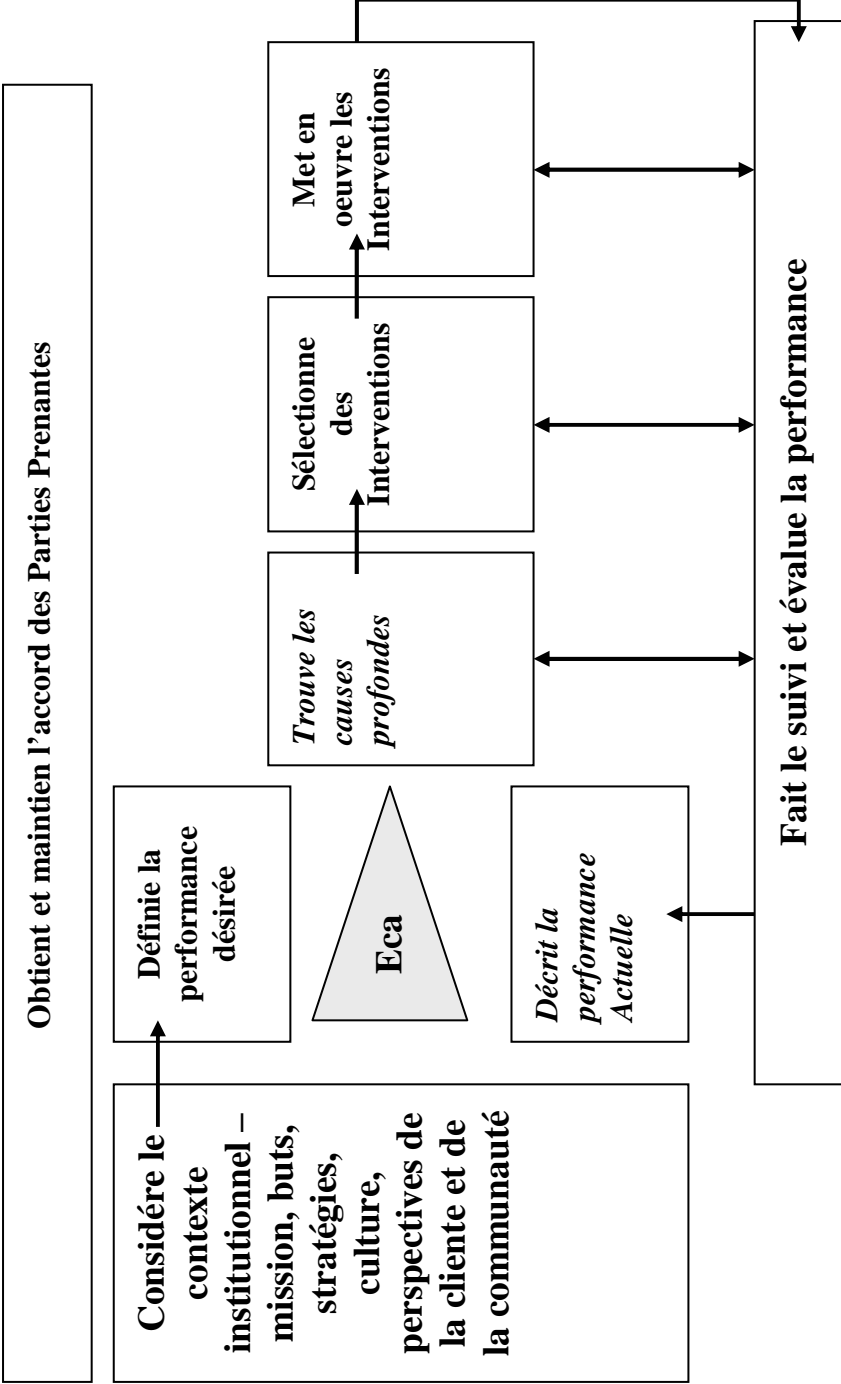 Obtient et maintien l’accord des Parties Prenantes
Considére le
contexte
institutionnel –
mission, buts,
stratégies,
culture,
perspectives de
la cliente et de
la communauté
Définie la
performance
désirée
Eca
Décrit la
performance
Actuelle
Trouve les
causes
profondes
Sélectionne
des
Interventions
Met en
oeuvre les
Interventions
Fait le suivi et évalue la performance